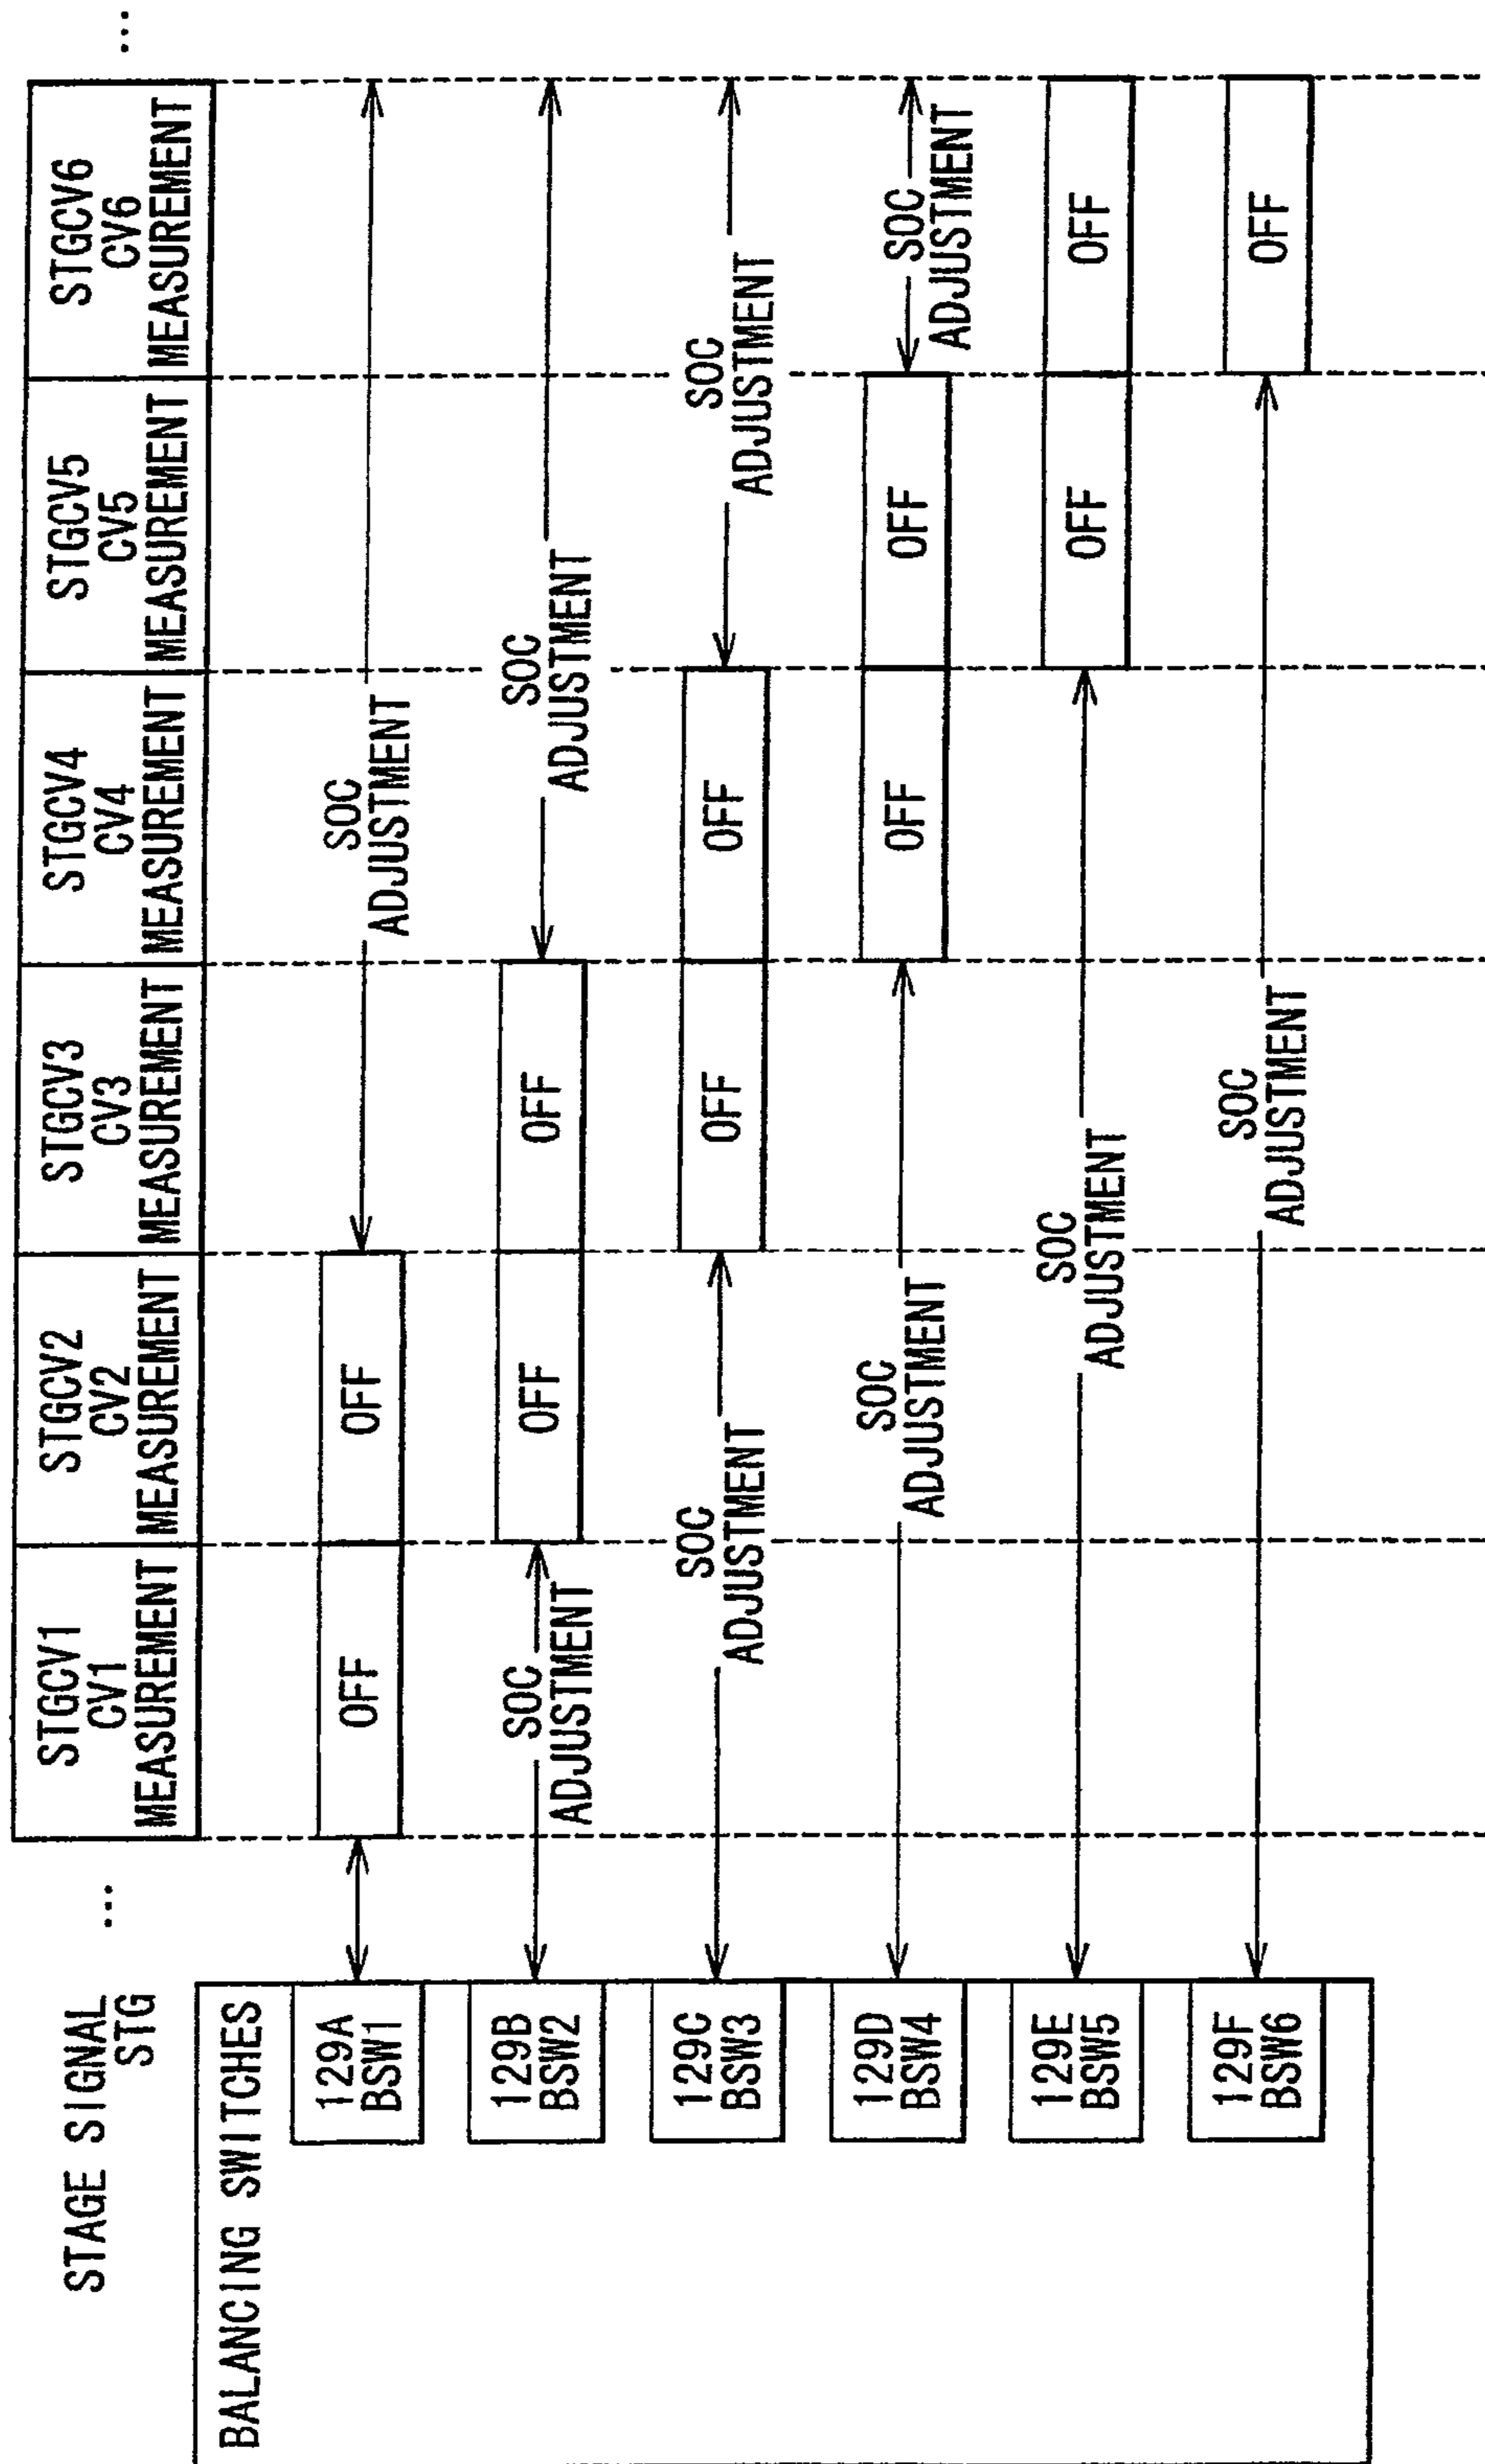 STAGE SIGNAL
STG
...
STGCV1
CV1
MEASUREMENT
STGCV2
CV2
MEASUREMENT
STGCV3
CV3
MEASUREMENT
STGCV4
CV4
MEASUREMENT
STGCV5
CV5
MEASUREMENT
STGCV6
CV6
MEASUREMENT
...
BALANCING SWITCHES
129A
BSW1
OFF
OFF
SOC
ADJUSTMENT
129B
BSW2
SOC
ADJUSTMENT
OFF
OFF
SOC
ADJUSTMENT
129C
BSW3
SOC
ADJUSTMENT
OFF
OFF
SOC
ADJUSTMENT
129D
BSW4
SOC
ADJUSTMENT
OFF
OFF
SOC
ADJUSTMENT
129E
BSW5
SOC
ADJUSTMENT
OFF
OFF
129F
BSW6
SOC
ADJUSTMENT
OFF